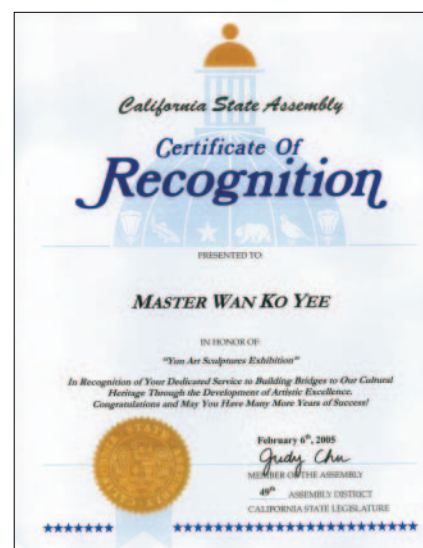 California State Assembly
Certificate Of
Recognition
PRESENTED TO:
MASTER WAN KO YEE
IN HONOR OF:
"Yun Art Sculptures Exhibition"
In Recognition of Your Dedicated Service to Building Bridges to Our Cultural
Heritage Through the Development of Artistic Excellence.
Congratulations and May You Have Many More Years of Success!
February 6th, 2005
Judy Chu
MEMBER OF THE ASSEMBLY
49th ASSEMBLY DISTRICT
CALIFORNIA STATE LEGISLATURE